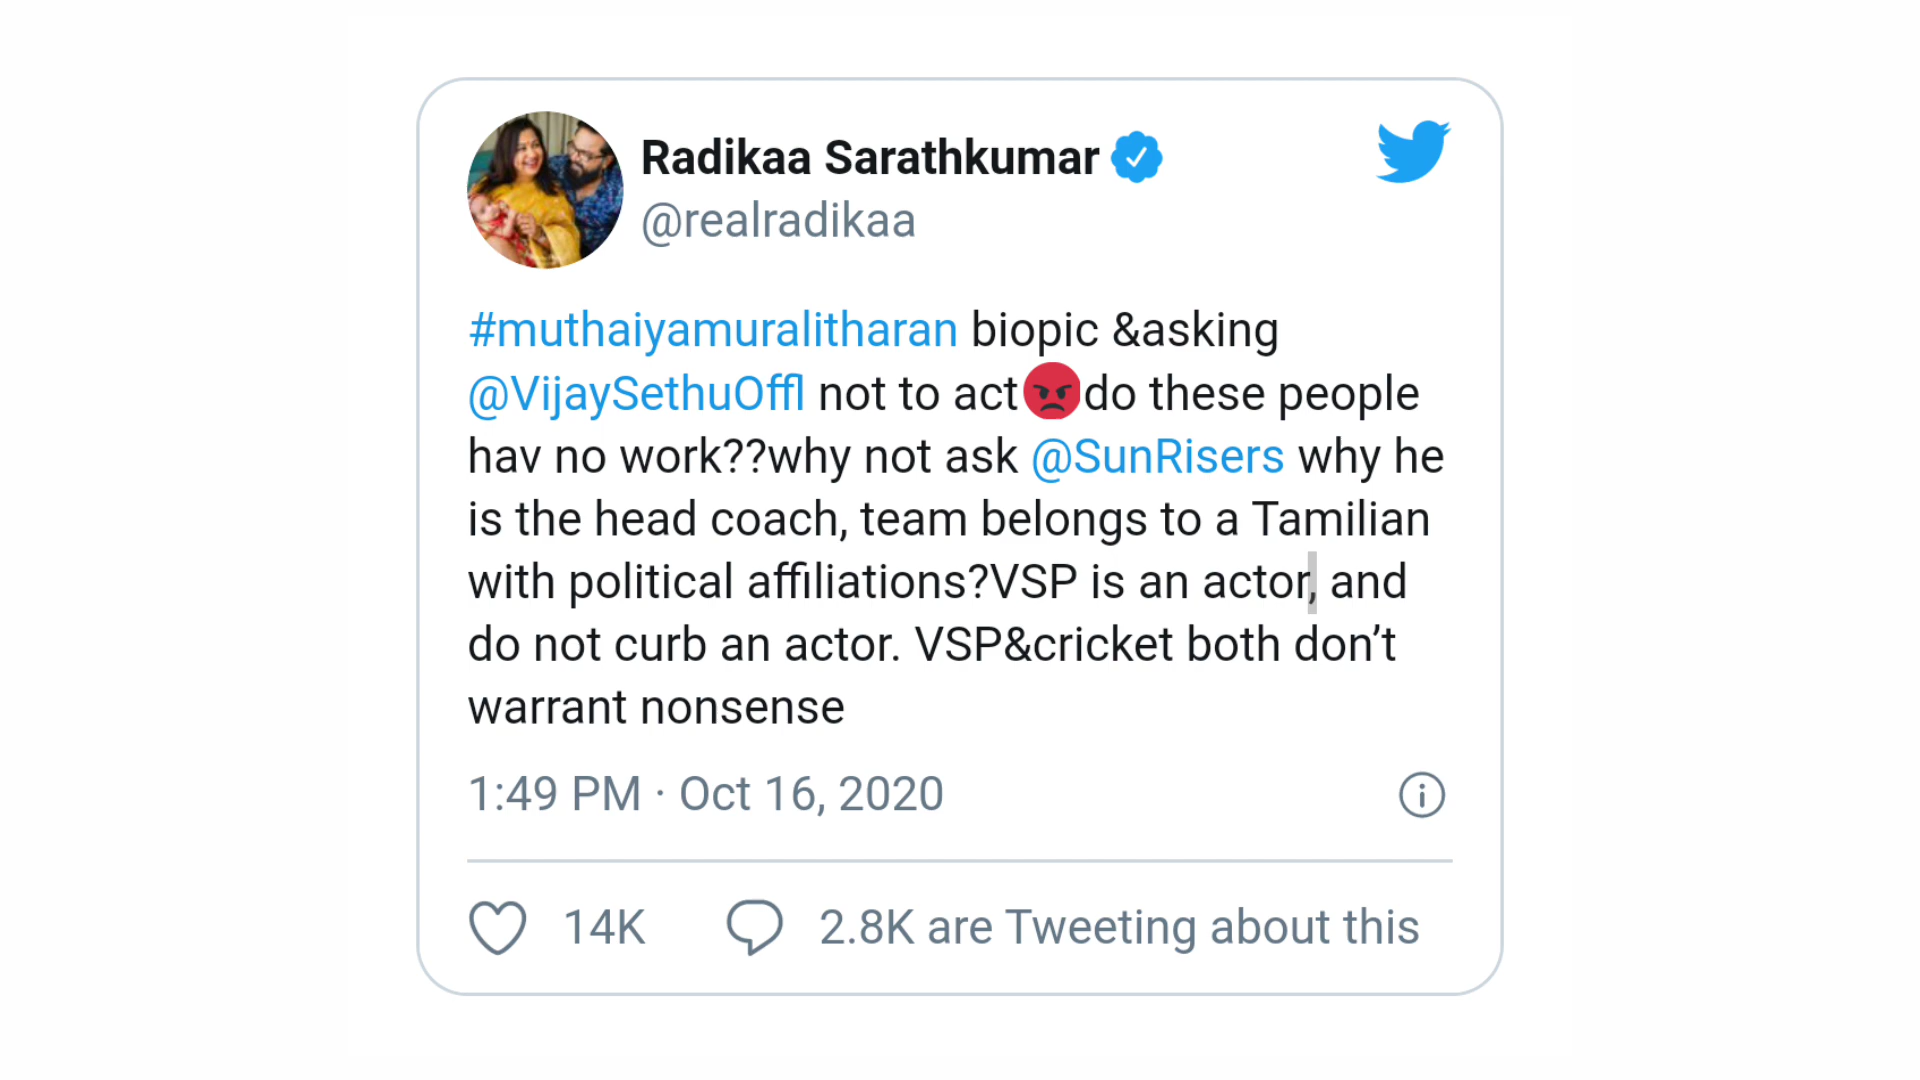 Radikaa Sarathkumar
@realradikaa
#muthaiyamuralitharan biopic &asking
@VijaySethuOffl not to act😡do these people
hav no work??why not ask @SunRisers why he
is the head coach, team belongs to a Tamilian
with political affiliations?VSP is an actor, and
do not curb an actor. VSP&cricket both don’t
warrant nonsense
1:49 PM · Oct 16, 2020
14K 2.8K are Tweeting about this